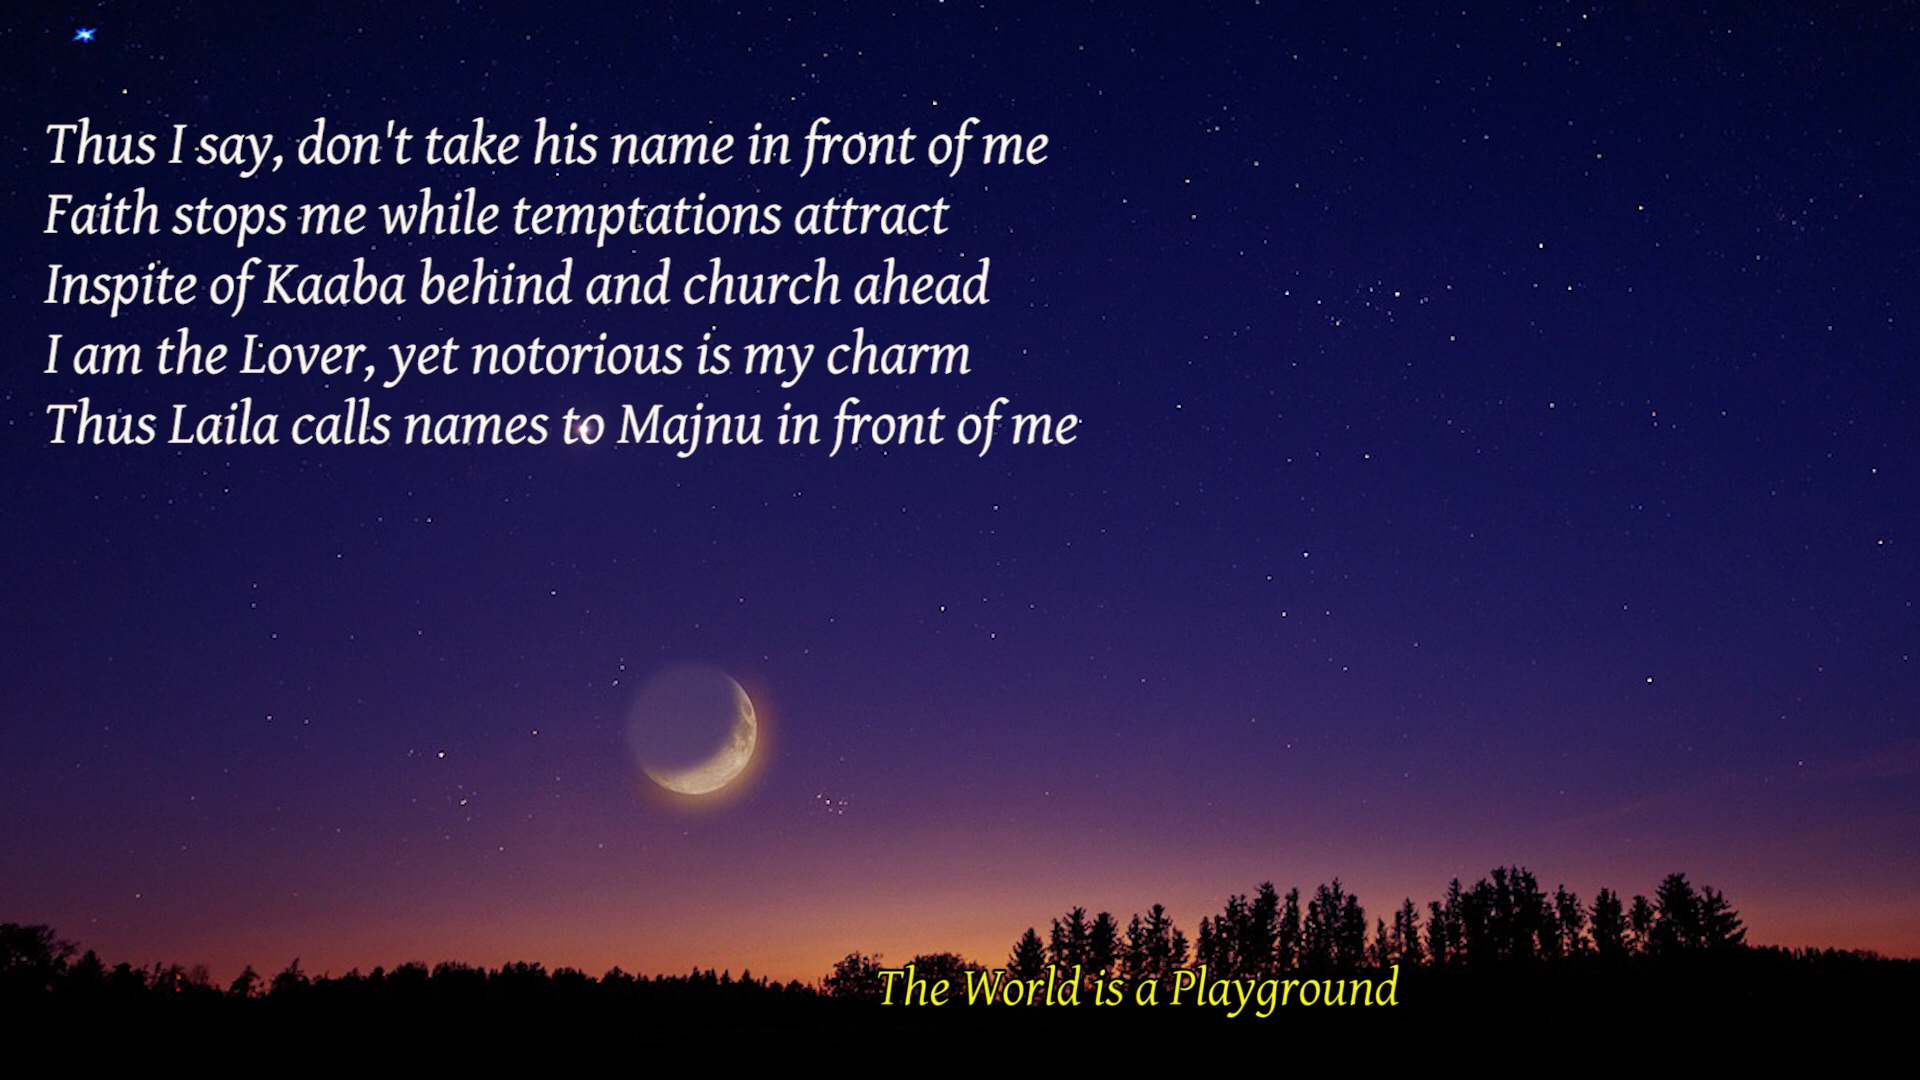 Thus I say, don't take his name in front of me
Faith stops me while temptations attract
Inspite of Kaaba behind and church ahead
I am the Lover, yet notorious is my charm
Thus Laila calls names to Majnu in front of me
The World is a Playground